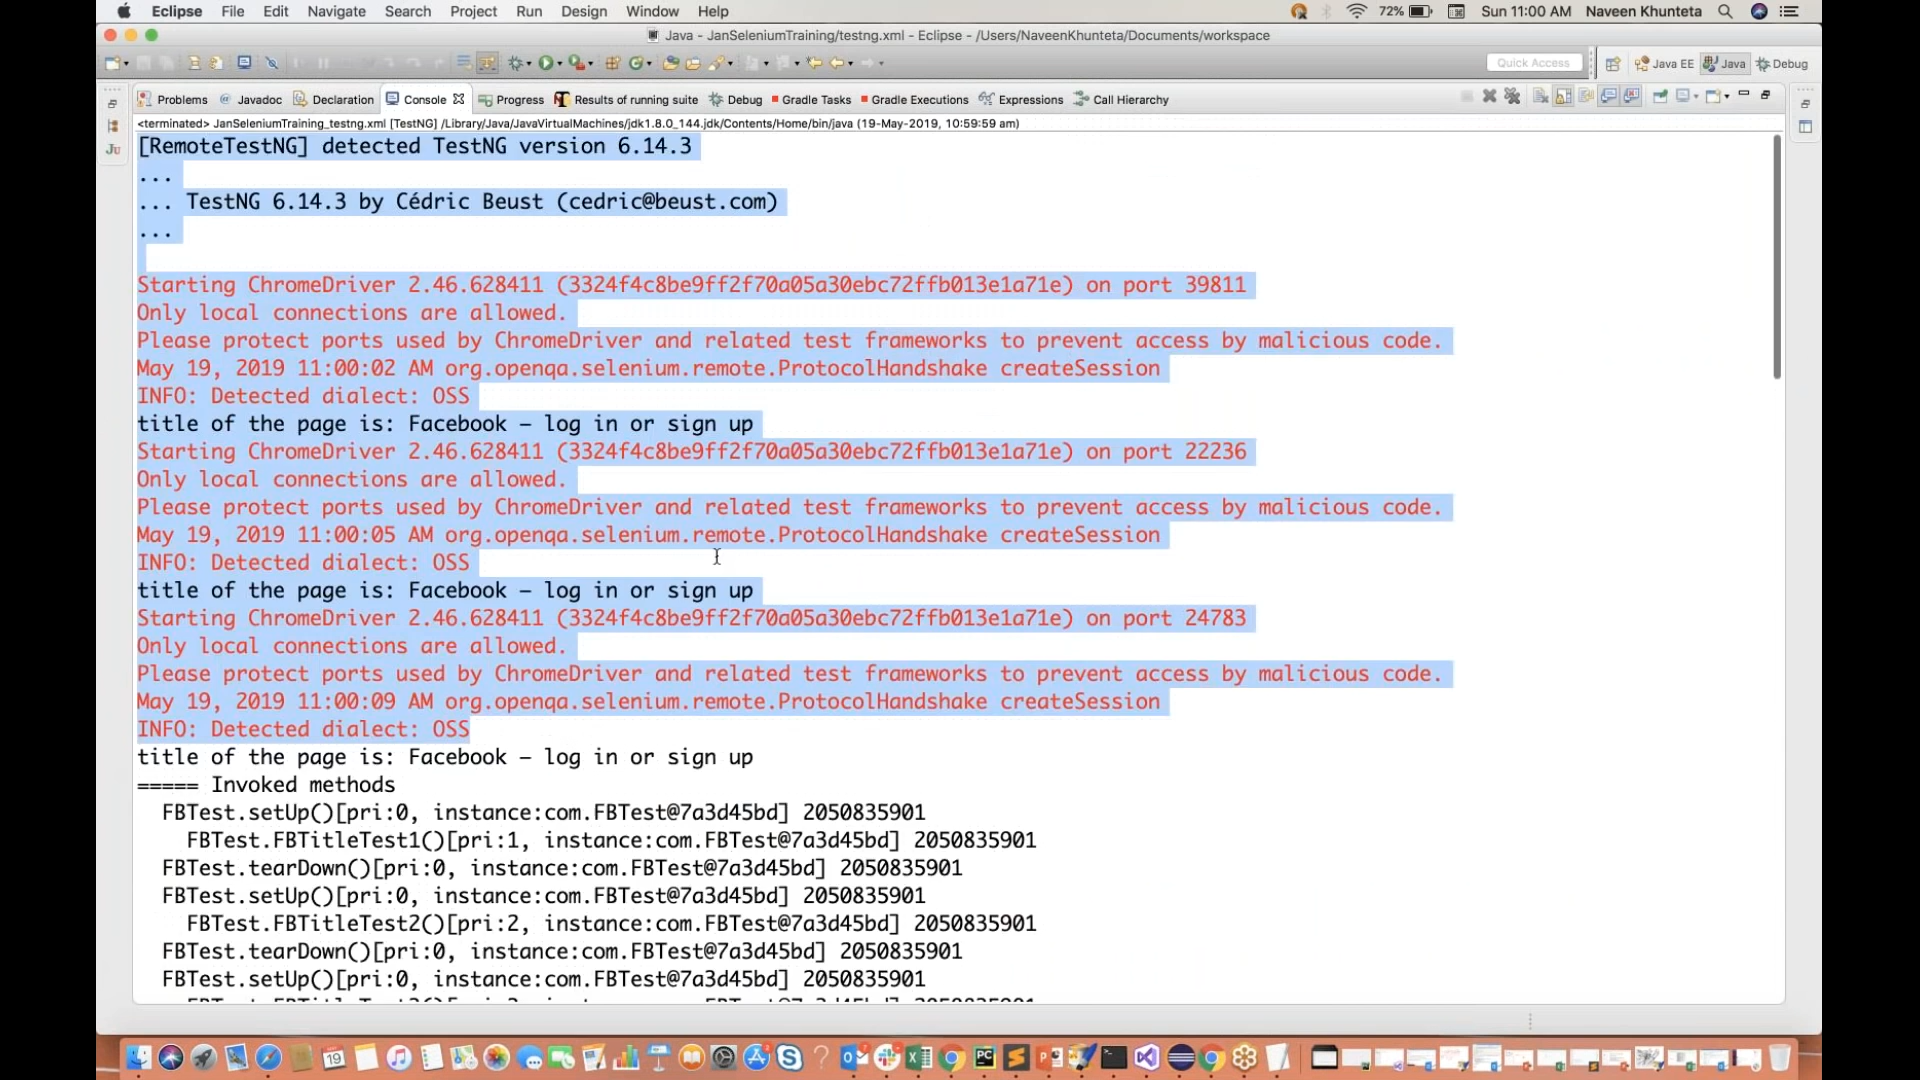 Eclipse File Edit Navigate Search Project Run Design Window Help 72% Sun 11:00 AM Naveen Khunteta
Java - JanSeleniumTraining/testng.xml - Eclipse - /Users/NaveenKhunteta/Documents/workspace
Quick Access Java EE Java Debug
Problems Javadoc Declaration Console Progress Results of running suite Debug Gradle Tasks Gradle Executions Expressions Call Hierarchy
<terminated> JanSeleniumTraining_testng.xml [TestNG] /Library/Java/JavaVirtualMachines/jdk1.8.0_144.jdk/Contents/Home/bin/java (19-May-2019, 10:59:59 am)
[RemoteTestNG] detected TestNG version 6.14.3
...
... TestNG 6.14.3 by Cédric Beust (cedric@beust.com)
...
Starting ChromeDriver 2.46.628411 (3324f4c8be9ff2f70a05a30ebc72ffb013e1a71e) on port 39811
Only local connections are allowed.
Please protect ports used by ChromeDriver and related test frameworks to prevent access by malicious code.
May 19, 2019 11:00:02 AM org.openqa.selenium.remote.ProtocolHandshake createSession
INFO: Detected dialect: OSS
title of the page is: Facebook – log in or sign up
Starting ChromeDriver 2.46.628411 (3324f4c8be9ff2f70a05a30ebc72ffb013e1a71e) on port 22236
Only local connections are allowed.
Please protect ports used by ChromeDriver and related test frameworks to prevent access by malicious code.
May 19, 2019 11:00:05 AM org.openqa.selenium.remote.ProtocolHandshake createSession
INFO: Detected dialect: OSS
title of the page is: Facebook – log in or sign up
Starting ChromeDriver 2.46.628411 (3324f4c8be9ff2f70a05a30ebc72ffb013e1a71e) on port 24783
Only local connections are allowed.
Please protect ports used by ChromeDriver and related test frameworks to prevent access by malicious code.
May 19, 2019 11:00:09 AM org.openqa.selenium.remote.ProtocolHandshake createSession
INFO: Detected dialect: OSS
title of the page is: Facebook – log in or sign up
===== Invoked methods
FBTest.setUp()[pri:0, instance:com.FBTest@7a3d45bd] 2050835901
FBTest.FBTitleTest1()[pri:1, instance:com.FBTest@7a3d45bd] 2050835901
FBTest.tearDown()[pri:0, instance:com.FBTest@7a3d45bd] 2050835901
FBTest.setUp()[pri:0, instance:com.FBTest@7a3d45bd] 2050835901
FBTest.FBTitleTest2()[pri:2, instance:com.FBTest@7a3d45bd] 2050835901
FBTest.tearDown()[pri:0, instance:com.FBTest@7a3d45bd] 2050835901
FBTest.setUp()[pri:0, instance:com.FBTest@7a3d45bd] 2050835901